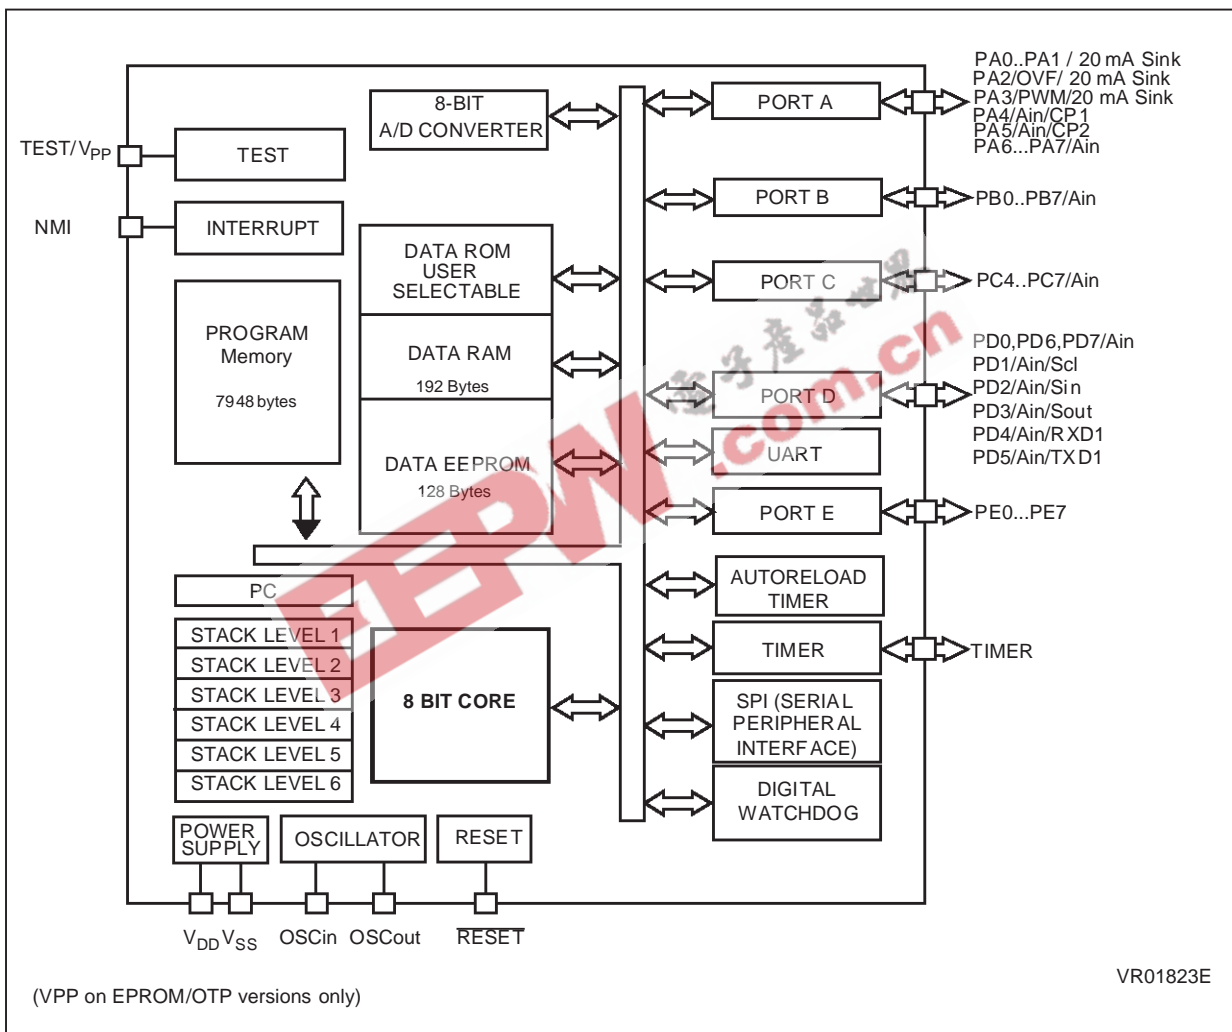 PA0..PA1 / 20 mA Sink
PA2/OVF/ 20 mA Sink
PA3/PWM/20 mA Sink
PA4/Ain/CP1
PA5/Ain/CP2
PA6...PA7/Ain
8-BIT
A/D CONVERTER
PORT A
TEST/VPP
TEST
PORT B
PB0..PB7/Ain
NMI
INTERRUPT
DATA ROM
USER
SELECTABLE
PORT C
PC4..PC7/Ain
PROGRAM
Memory
7948 bytes
DATA RAM
192 Bytes
PORT D
PD0,PD6,PD7/Ain
PD1/Ain/Scl
PD2/Ain/Sin
PD3/Ain/Sout
PD4/Ain/RXD1
PD5/Ain/TXD1
DATA EEPROM
128 Bytes
UART
PORT E
PE0...PE7
PC
AUTORELOAD
TIMER
STACK LEVEL 1
STACK LEVEL 2
STACK LEVEL 3
STACK LEVEL 4
STACK LEVEL 5
STACK LEVEL 6
8 BIT CORE
TIMER
TIMER
SPI (SERIAL
PERIPHERAL
INTERFACE)
DIGITAL
WATCHDOG
POWER
SUPPLY
OSCILLATOR
RESET
VDD VSS
OSCin OSCout
RESET
(VPP on EPROM/OTP versions only)
VR01823E
EEPW.com.cn
電子產品世界